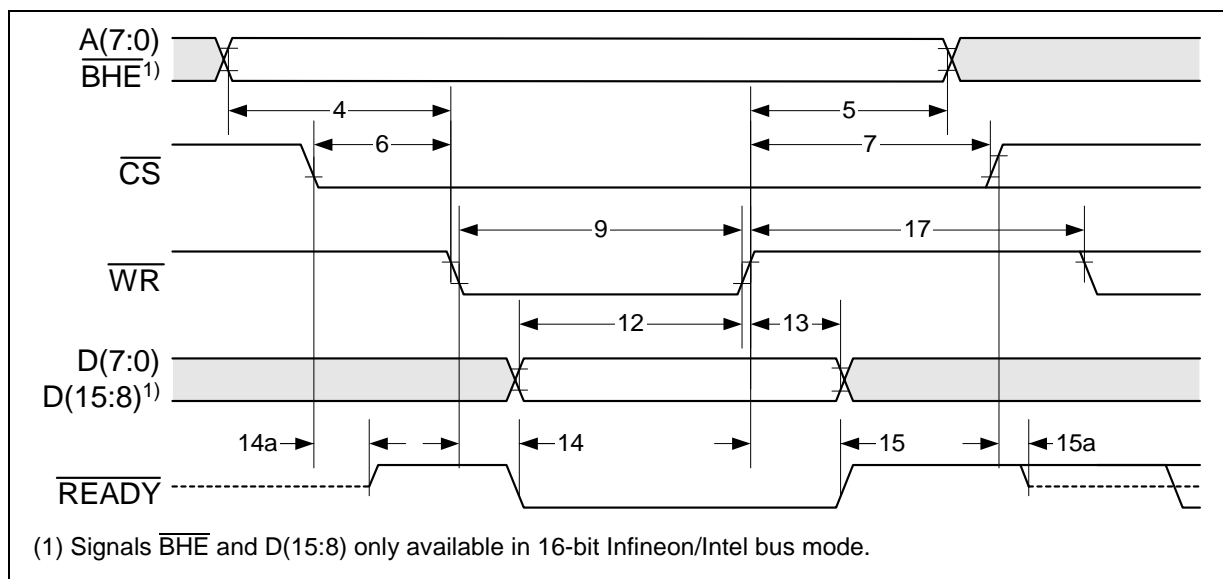 A(7:0)
BHE1)
4
5
6
7
CS
9
17
WR
12
13
D(7:0)
D(15:8)1)
14a
14
15
15a
READY
(1) Signals BHE and D(15:8) only available in 16-bit Infineon/Intel bus mode.